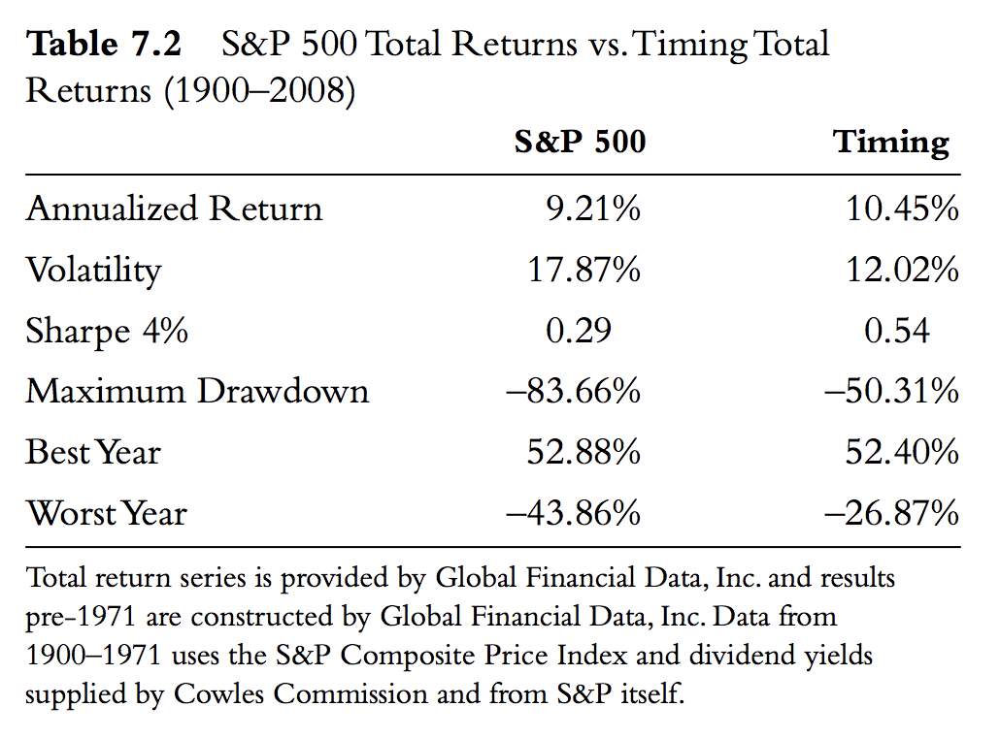 Table 7.2 S&P 500 Total Returns vs. Timing Total
Returns (1900–2008)
S&P 500 Timing
Annualized Return 9.21% 10.45%
Volatility 17.87% 12.02%
Sharpe 4% 0.29 0.54
Maximum Drawdown –83.66% –50.31%
Best Year 52.88% 52.40%
Worst Year –43.86% –26.87%
Total return series is provided by Global Financial Data, Inc. and results
pre-1971 are constructed by Global Financial Data, Inc. Data from
1900–1971 uses the S&P Composite Price Index and dividend yields
supplied by Cowles Commission and from S&P itself.